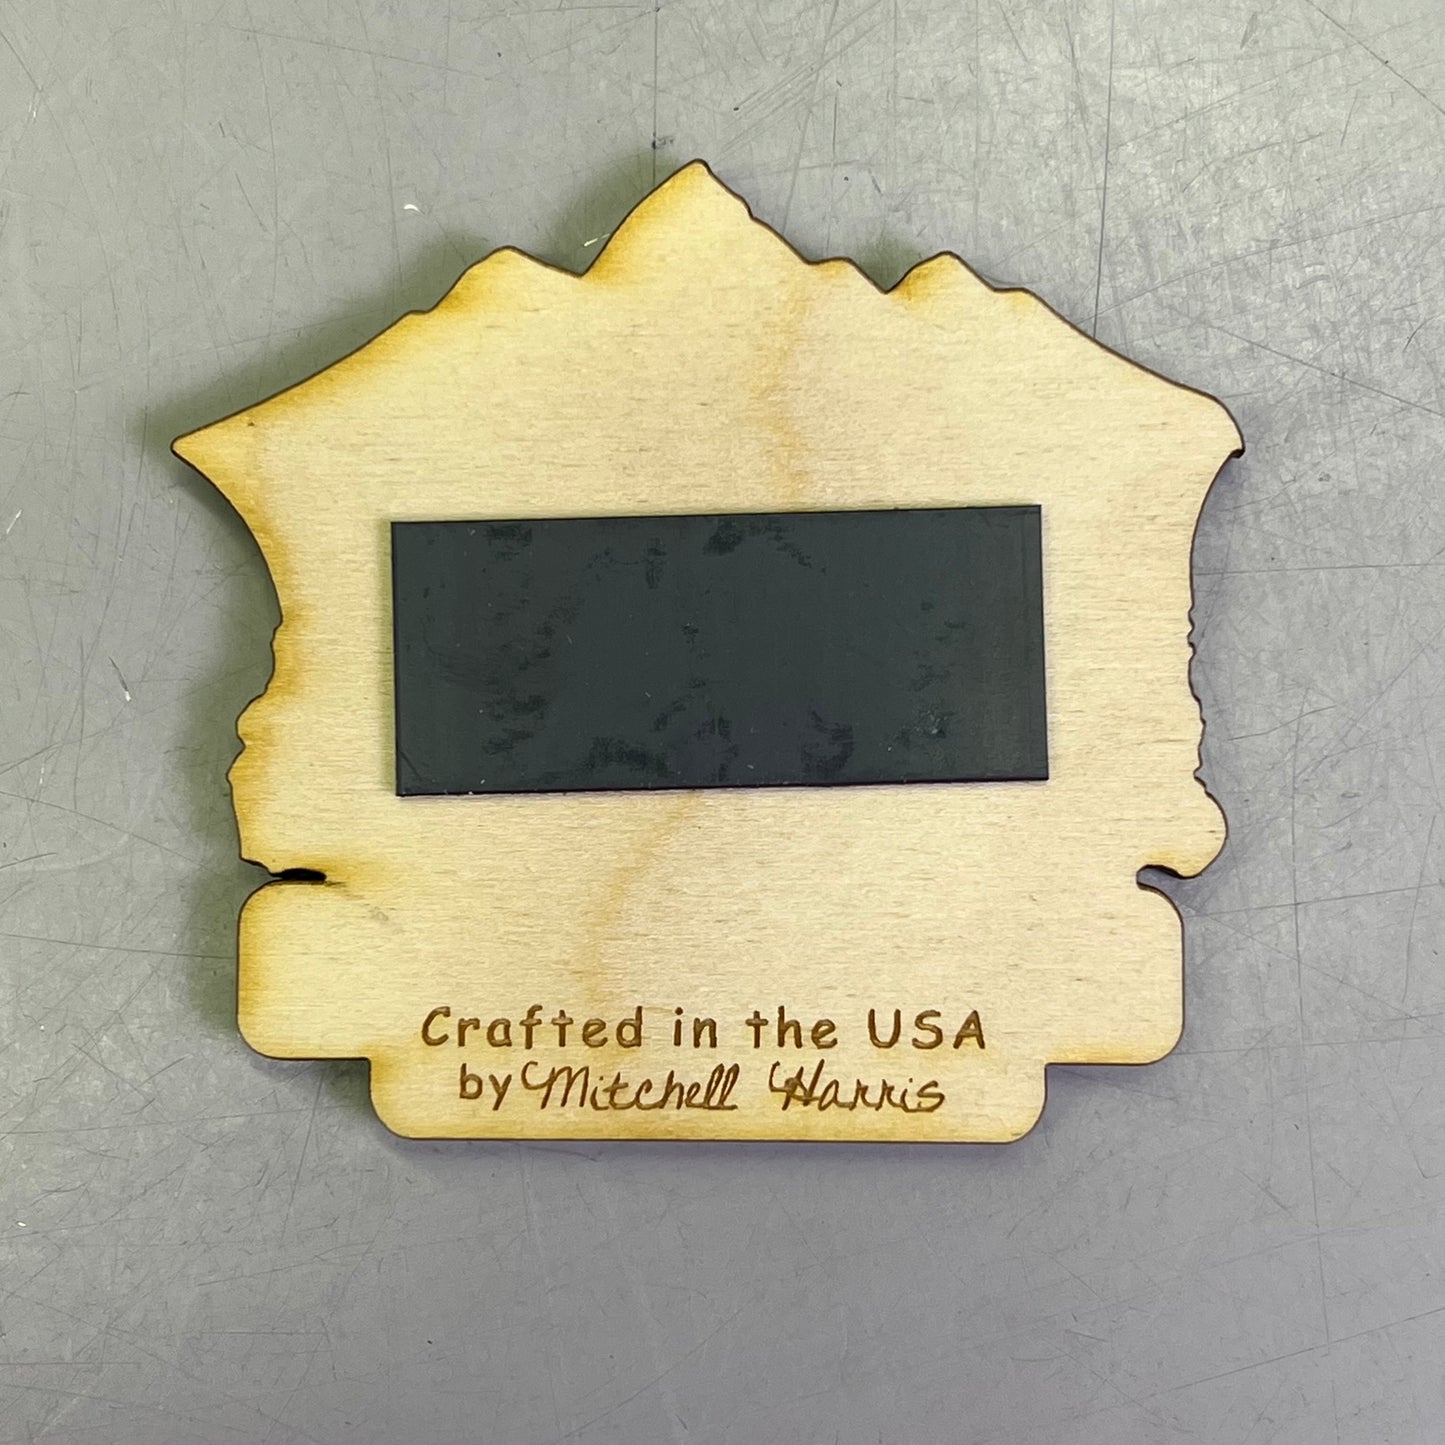 Crafted in the USA
by Mitchell Harris